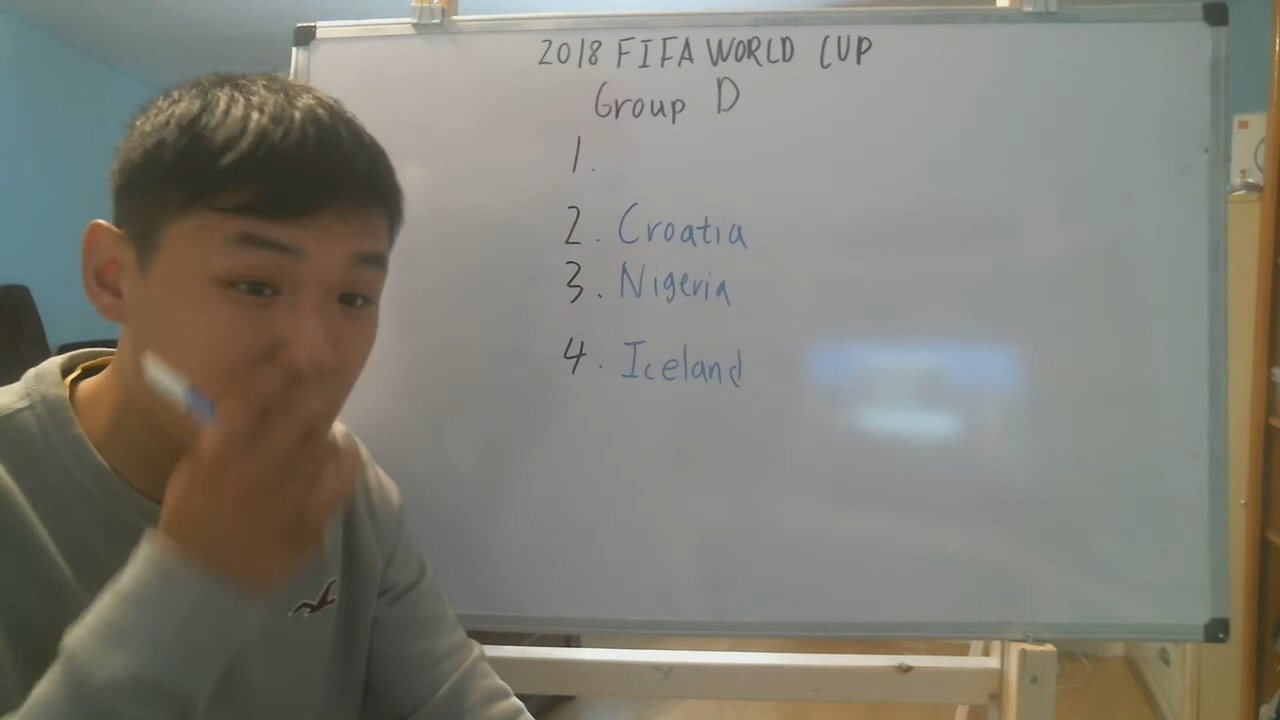 2018 FIFA WORLD CUP
Group D
1.
2. Croatia
3. Nigeria
4. Iceland